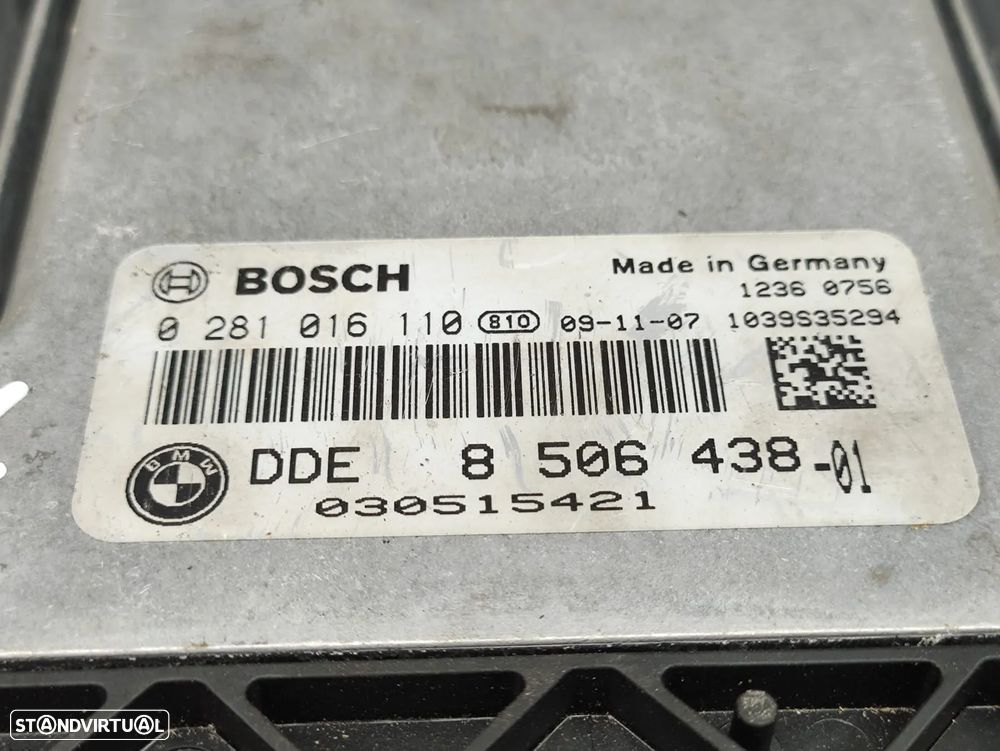 BOSCH Made in Germany
1236 0756
0 281 016 110 810 09-11-07 1039S35294
BMW DDE 8 506 438-01
030515421
STANDVIRTUAL